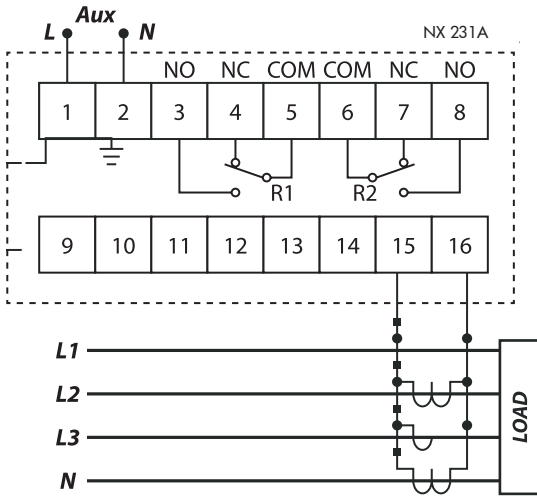 Aux
L N
NX 231A
NO NC COM COM NC NO
1 2 3 4 5 6 7 8
R1 R2
9 10 11 12 13 14 15 16
L1
L2
L3
N
LOAD